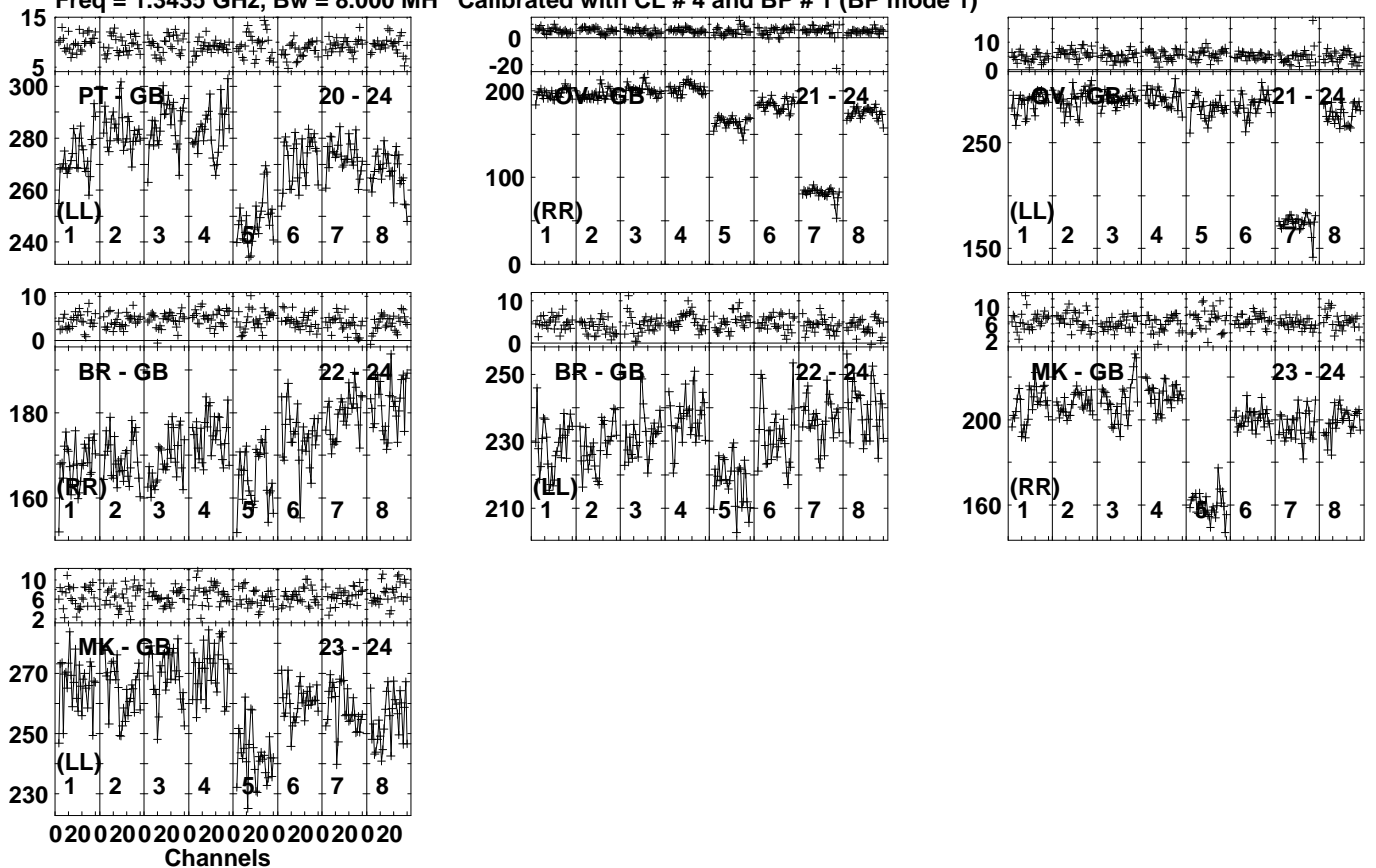 Freq = 1.3435 GHz, Bw = 8.000 MH Calibrated with CL # 4 and BP # 1 (BP mode 1)
15
5
300
280
260
240
PT - GB 20 - 24
(LL)
1 2 3 4 5 6 7 8
0
-20
200
100
0
OV - GB 21 - 24
(RR)
1 2 3 4 5 6 7 8
10
0
250
150
OV - GB 21 - 24
(LL)
1 2 3 4 5 6 7 8
10
0
180
160
BR - GB 22 - 24
(RR)
1 2 3 4 5 6 7 8
10
0
250
230
210
BR - GB 22 - 24
(LL)
1 2 3 4 5 6 7 8
10
6
2
200
160
MK - GB 23 - 24
(RR)
1 2 3 4 5 6 7 8
10
6
2
270
250
230
MK - GB 23 - 24
(LL)
1 2 3 4 5 6 7 8
0 20 0 20 0 20 0 20 0 20 0 20 0 20 0 20
Channels